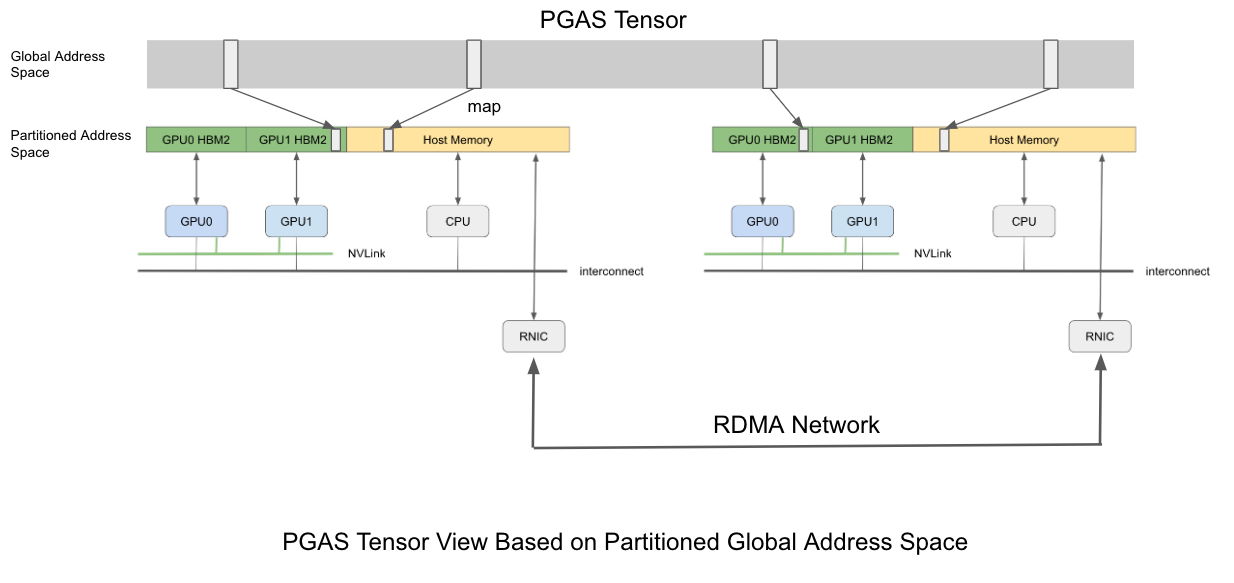 PGAS Tensor
Global Address
Space
map
Partitioned Address
Space
GPU0 HBM2
GPU1 HBM2
Host Memory
GPU0 HBM2
GPU1 HBM2
Host Memory
GPU0
GPU1
CPU
GPU0
GPU1
CPU
NVLink
NVLink
interconnect
interconnect
RNIC
RNIC
RDMA Network
PGAS Tensor View Based on Partitioned Global Address Space